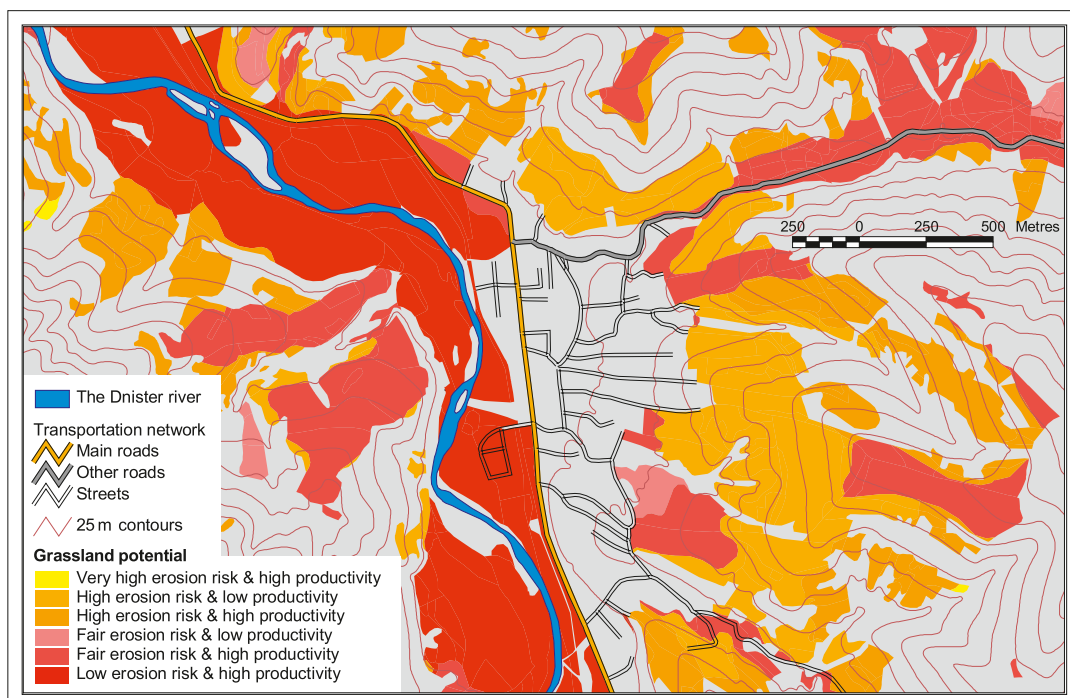 250 0 250 500 Metres
The Dnister river
Transportation network
Main roads
Other roads
Streets
25 m contours
Grassland potential
Very high erosion risk & high productivity
High erosion risk & low productivity
High erosion risk & high productivity
Fair erosion risk & low productivity
Fair erosion risk & high productivity
Low erosion risk & high productivity